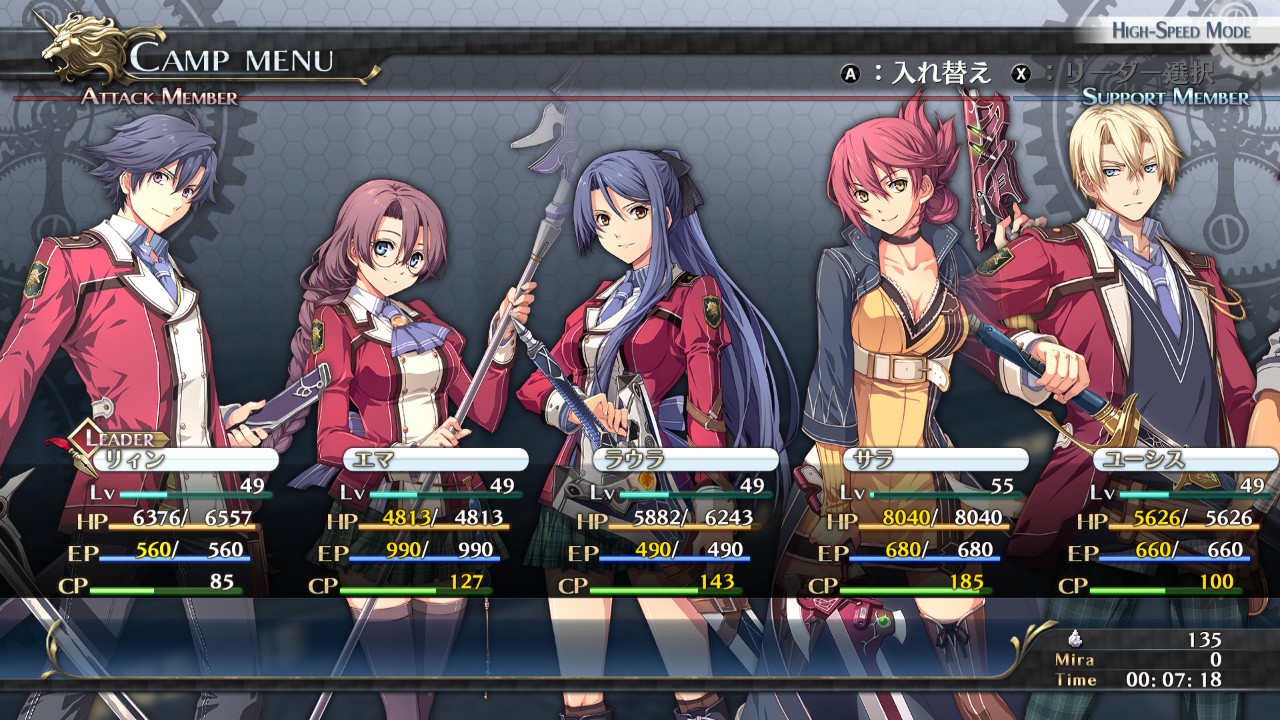 HIGH-SPEED MODE
CAMP MENU
Ⓐ：入れ替え Ⓧ：リーダー選択
ATTACK MEMBER
SUPPORT MEMBER
LEADER
リィン エマ ラウラ サラ ユーシス
LV 49 LV 49 LV 49 LV 55 LV 49
HP 6376/ 6557 HP 4813/ 4813 HP 5882/ 6243 HP 8040/ 8040 HP 5626/ 5626
EP 560/ 560 EP 990/ 990 EP 490/ 490 EP 680/ 680 EP 660/ 660
CP 85 CP 127 CP 143 CP 185 CP 100
135
Mira 0
Time 00:07:18